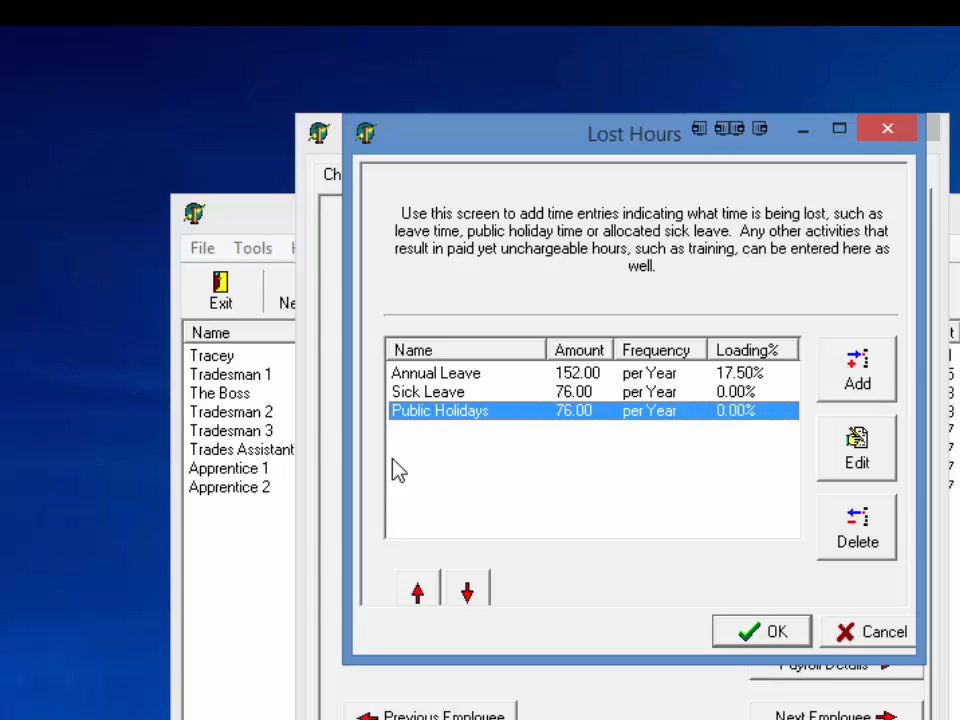 Lost Hours
Ch
Use this screen to add time entries indicating what time is being lost, such as
leave time, public holiday time or allocated sick leave. Any other activities that
result in paid yet unchargeable hours, such as training, can be entered here as
well.
File Tools
Exit
Ne
Name
Tracey
Tradesman 1
The Boss
Tradesman 2
Tradesman 3
Trades Assistant
Apprentice 1
Apprentice 2
Name Amount Frequency Loading%
Annual Leave 152.00 per Year 17.50%
Sick Leave 76.00 per Year 0.00%
Public Holidays 76.00 per Year 0.00%
Add
Edit
Delete
OK Cancel
Payroll Details
Previous Employee Next Employee